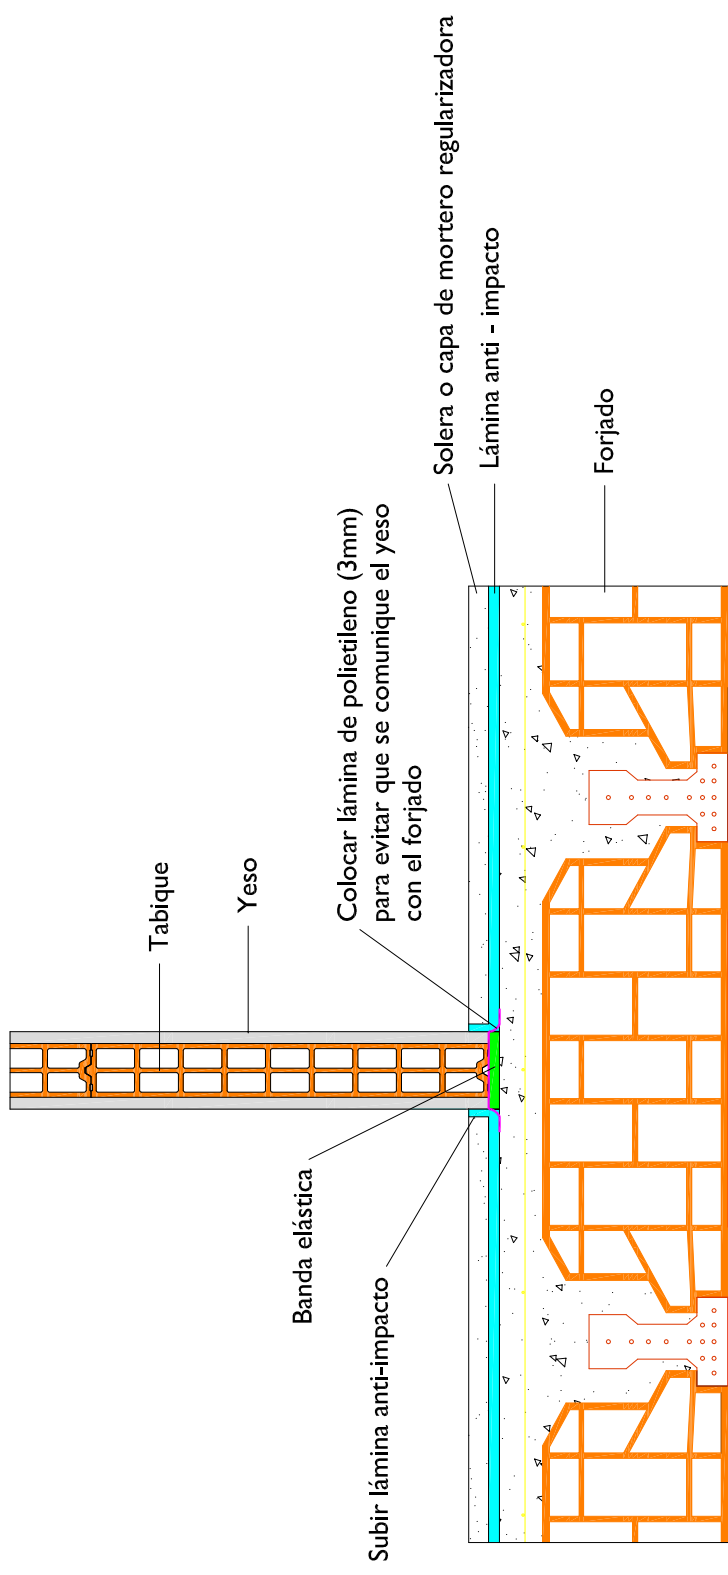 Tabique
Yeso
Banda elástica
Subir lámina anti-impacto
Colocar lámina de polietileno (3mm)
para evitar que se comunique el yeso
con el forjado
Solera o capa de mortero regularizadora
Lámina anti - impacto
Forjado